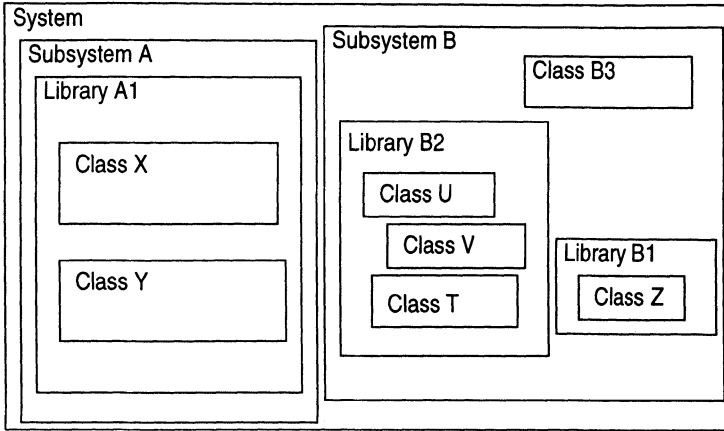 System
Subsystem A
Library A1
Class X
Class Y
Subsystem B
Class B3
Library B2
Class U
Class V
Class T
Library B1
Class Z